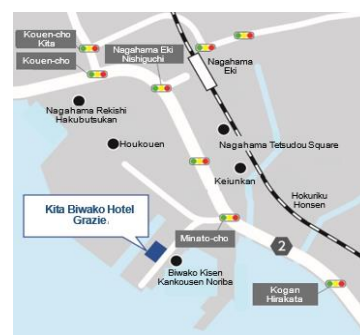 Kouen-cho
Kita
Kouen-cho
Nagahama Eki
Nishiguchi
Nagahama
Eki
Nagahama Rekishi
Hakubutsukan
Houkouen
Nagahama Tetsudou Square
Keiunkan
Hokuriku
Honsen
Kita Biwako Hotel
Grazie
Minato-cho
2
Biwako Kisen
Kankousen Noriba
Kogan
Hirakata